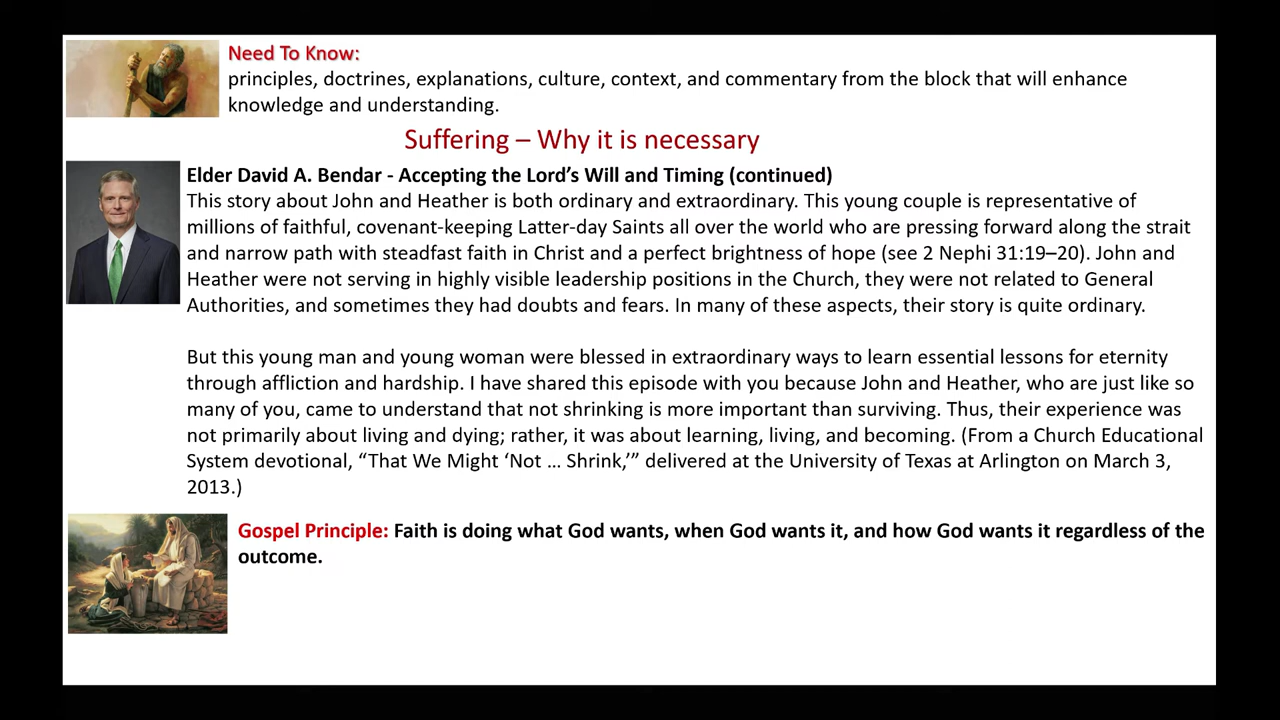 Need To Know:
principles, doctrines, explanations, culture, context, and commentary from the block that will enhance
knowledge and understanding.
Suffering – Why it is necessary
Elder David A. Bendar - Accepting the Lord’s Will and Timing (continued)
This story about John and Heather is both ordinary and extraordinary. This young couple is representative of
millions of faithful, covenant-keeping Latter-day Saints all over the world who are pressing forward along the strait
and narrow path with steadfast faith in Christ and a perfect brightness of hope (see 2 Nephi 31:19–20). John and
Heather were not serving in highly visible leadership positions in the Church, they were not related to General
Authorities, and sometimes they had doubts and fears. In many of these aspects, their story is quite ordinary.
But this young man and young woman were blessed in extraordinary ways to learn essential lessons for eternity
through affliction and hardship. I have shared this episode with you because John and Heather, who are just like so
many of you, came to understand that not shrinking is more important than surviving. Thus, their experience was
not primarily about living and dying; rather, it was about learning, living, and becoming. (From a Church Educational
System devotional, “That We Might ‘Not … Shrink,’” delivered at the University of Texas at Arlington on March 3,
2013.)
Gospel Principle: Faith is doing what God wants, when God wants it, and how God wants it regardless of the
outcome.